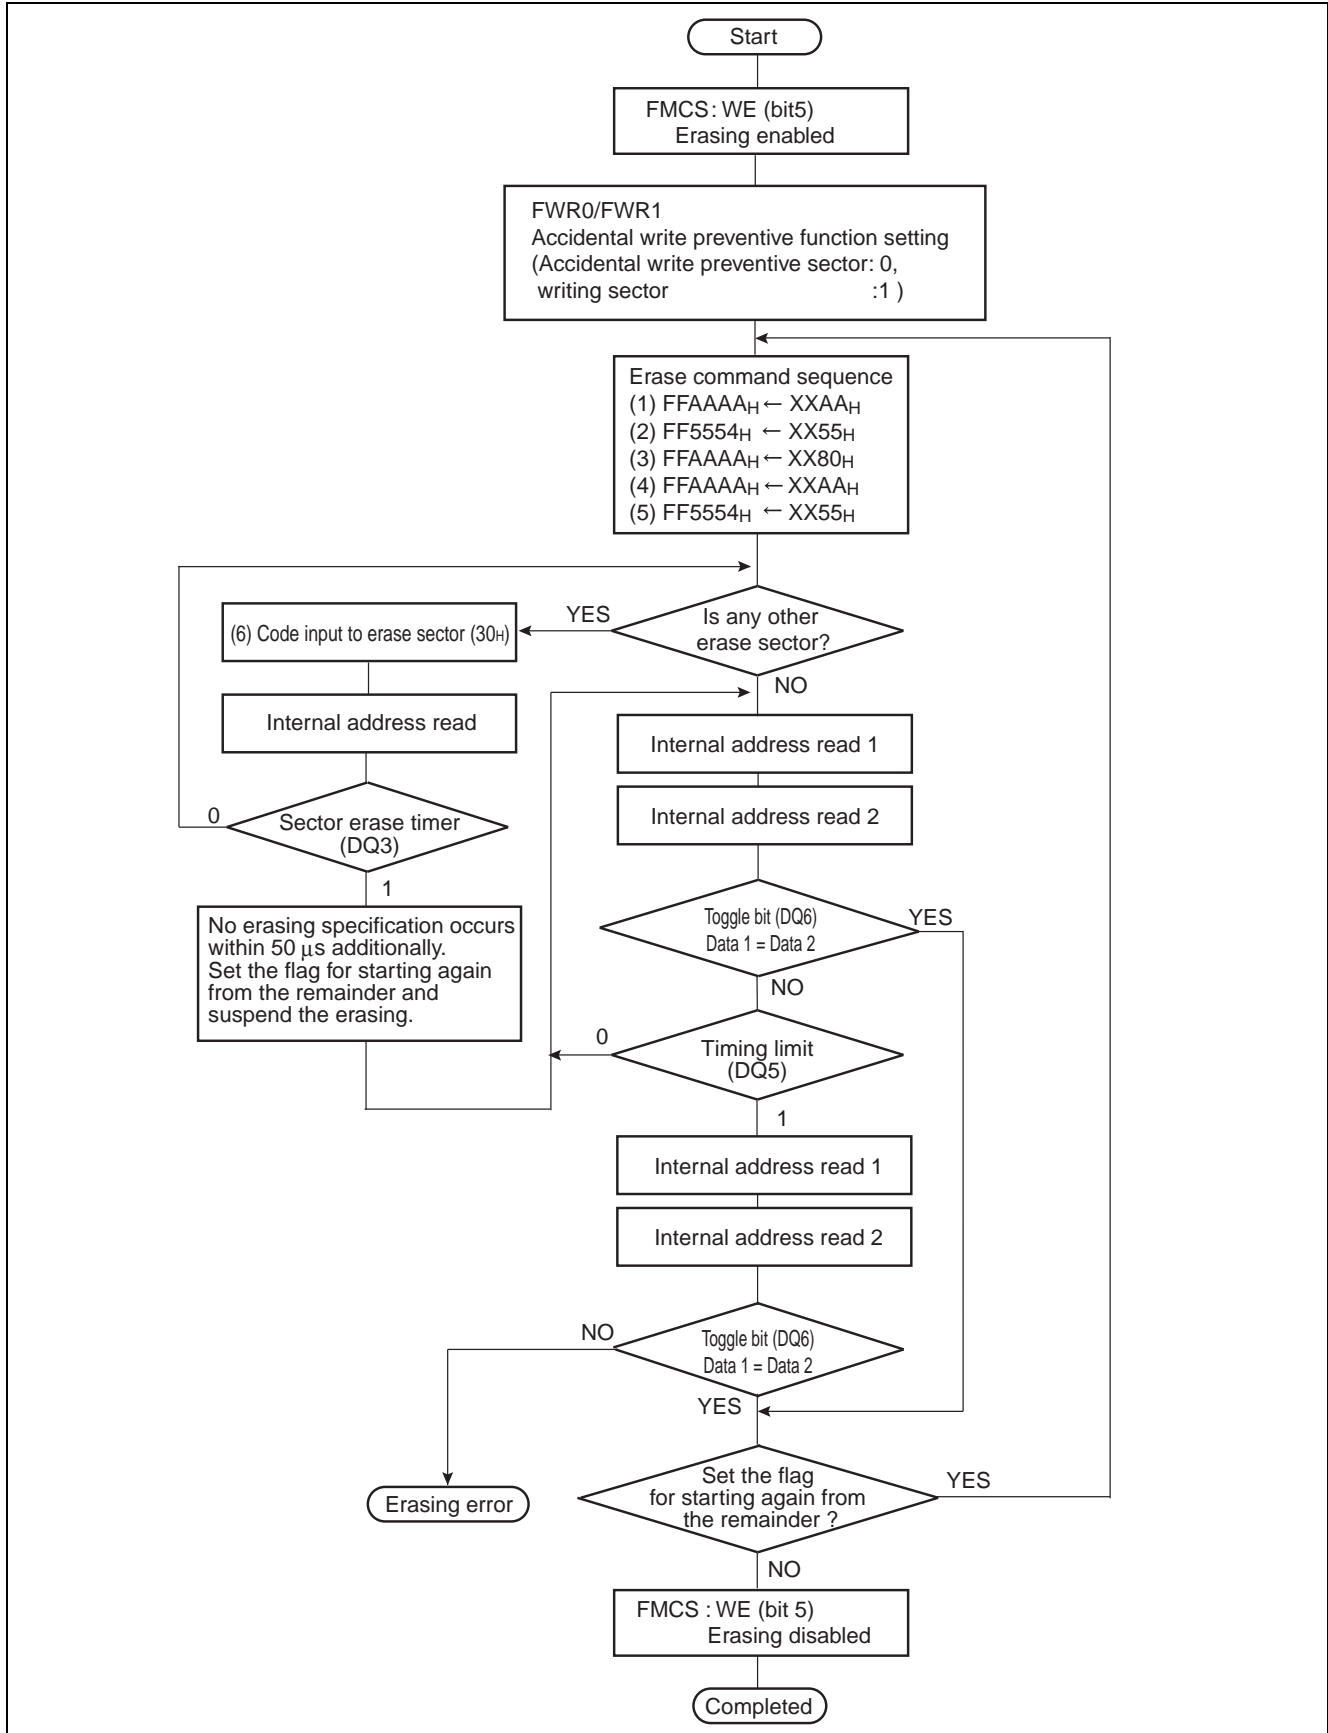 Start
FMCS: WE (bit5)
Erasing enabled
FWR0/FWR1
Accidental write preventive function setting
(Accidental write preventive sector: 0,
writing sector :1 )
Erase command sequence
(1) FFAAAAH ← XXAAH
(2) FF5554H ← XX55H
(3) FFAAAAH ← XX80H
(4) FFAAAAH ← XXAAH
(5) FF5554H ← XX55H
YES
Is any other
erase sector?
(6) Code input to erase sector (30H)
NO
Internal address read
Internal address read 1
Internal address read 2
0
Sector erase timer
(DQ3)
1
No erasing specification occurs
within 50 μs additionally.
Set the flag for starting again
from the remainder and
suspend the erasing.
Toggle bit (DQ6)
Data 1 = Data 2
YES
NO
0
Timing limit
(DQ5)
1
Internal address read 1
Internal address read 2
NO
Toggle bit (DQ6)
Data 1 = Data 2
YES
Erasing error
Set the flag
for starting again from
the remainder ?
YES
NO
FMCS : WE (bit 5)
Erasing disabled
Completed